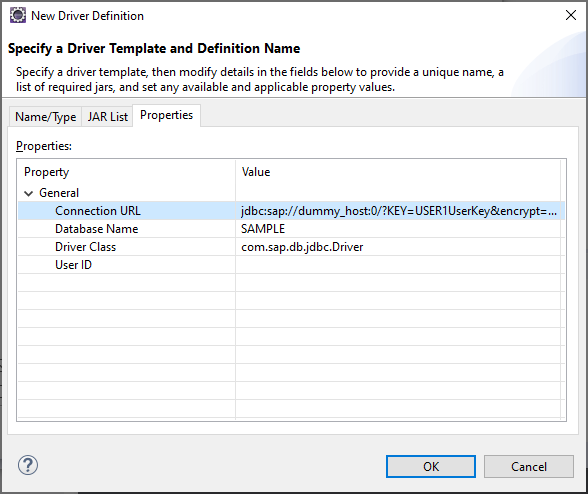 New Driver Definition
Specify a Driver Template and Definition Name
Specify a driver template, then modify details in the fields below to provide a unique name, a
list of required jars, and set any available and applicable property values.
Name/Type JAR List Properties
Properties:
Property Value
General
Connection URL jdbc:sap://dummy_host:0/?KEY=USER1UserKey&encrypt=...
Database Name SAMPLE
Driver Class com.sap.db.jdbc.Driver
User ID
? OK Cancel